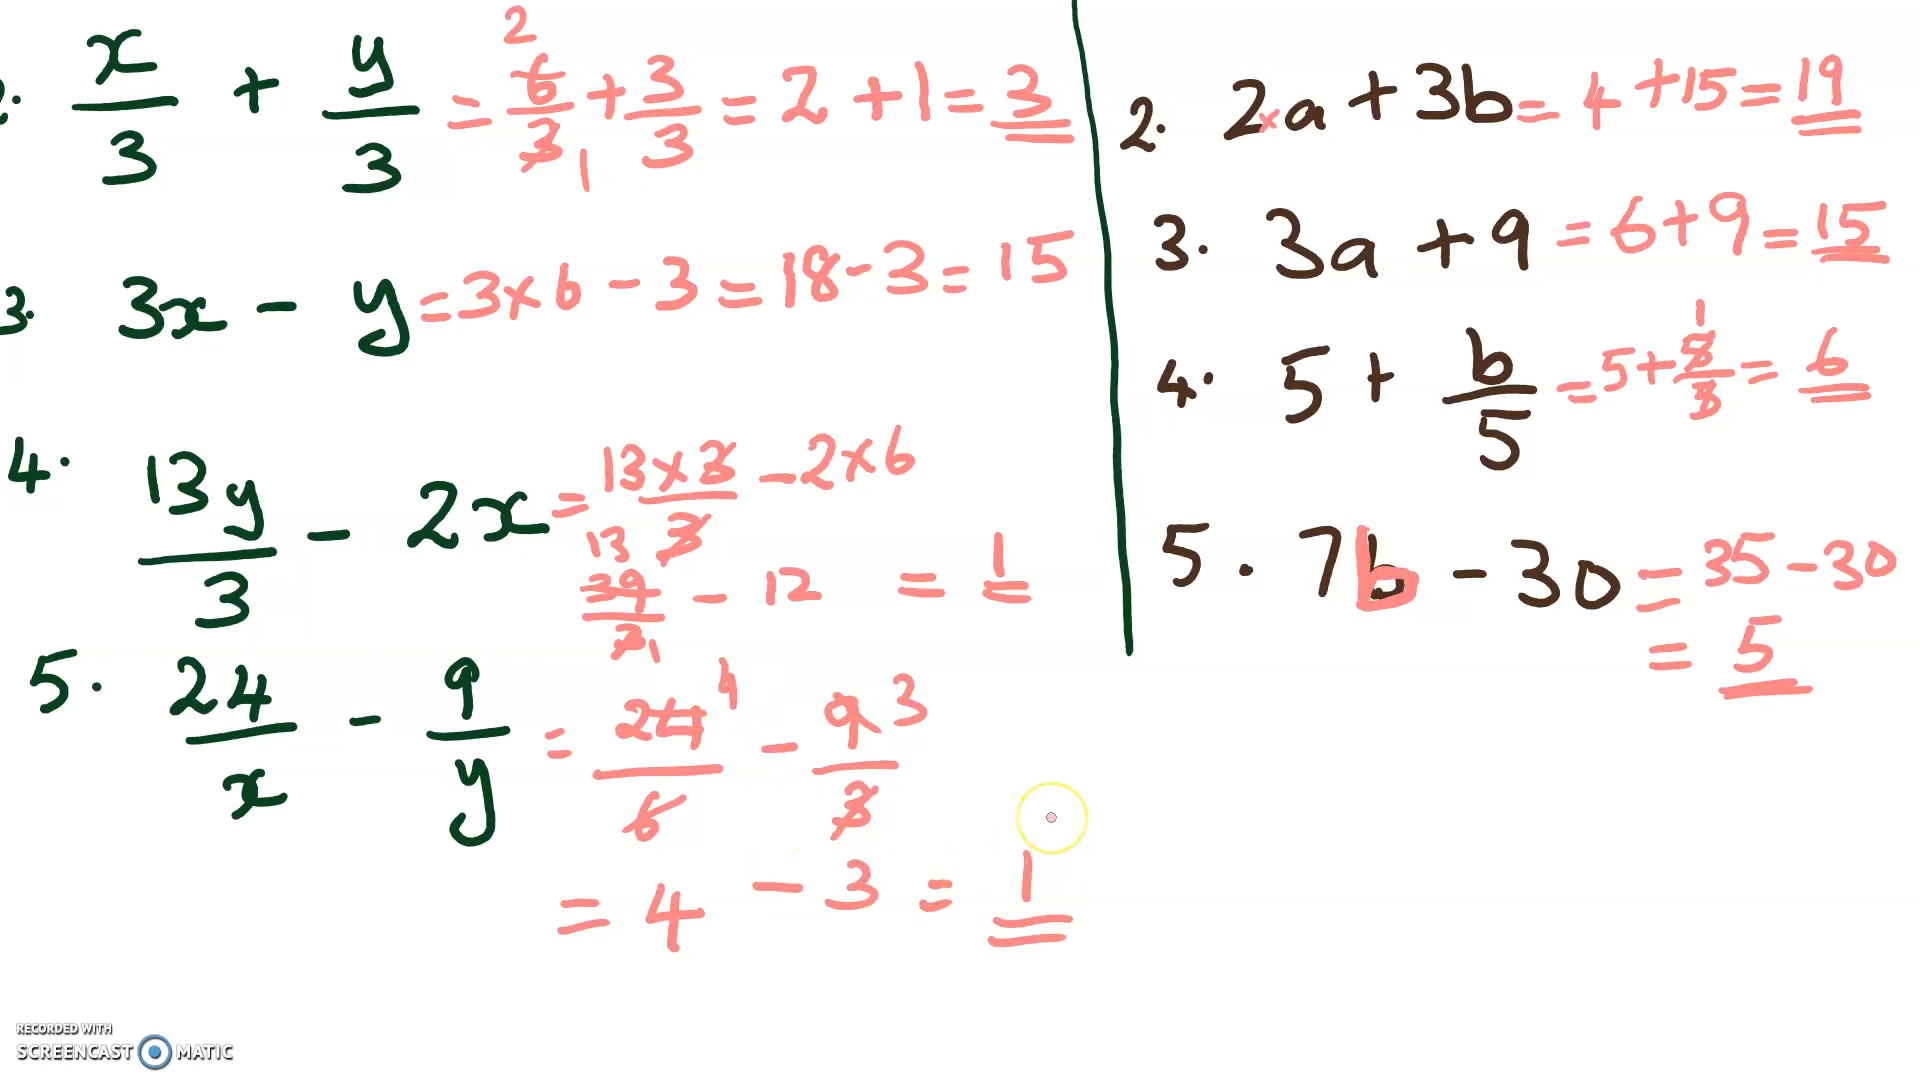 2. x/3 + y/3 = 6/3 + 3/3 = 2 + 1 = 3
3. 3x - y = 3 × 6 - 3 = 18 - 3 = 15
4. 13y/3 - 2x = 13 × 3/3 - 2 × 6
39/3 - 12 = 1
5. 24/x - 9/y = 24/6 - 9/3
= 4 - 3 = 1
2. 2a + 3b = 4 + 15 = 19
3. 3a + 9 = 6 + 9 = 15
4. 5 + b/5 = 5 + 5/5 = 6
5. 7b - 30 = 35 - 30
= 5
RECORDED WITH
SCREENCAST MATIC